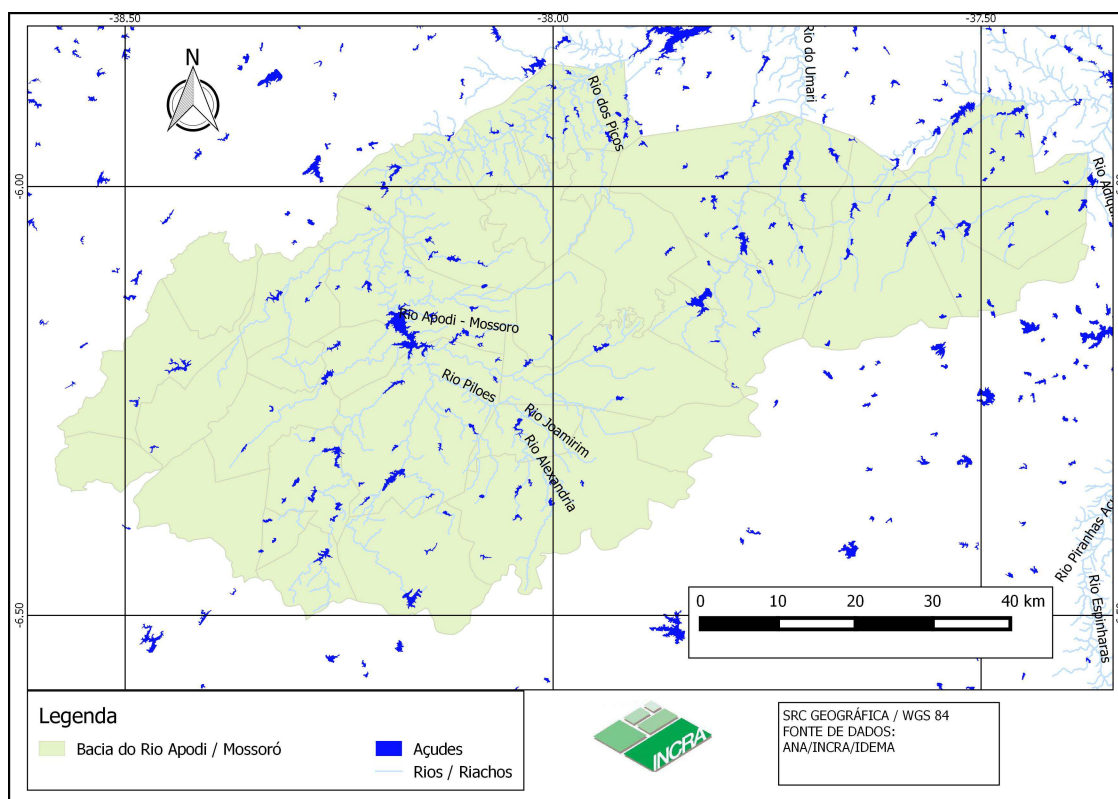 -38.50
-38.00
-37.50
N
Rio do Umari
Rio dos Picos
-6.00
Rio Apodi - Mossoro
Rio Piloes
Rio Joamirim
Rio Alexandria
Rio Piranhas Açu
Rio Espinharas
-6.50
0 10 20 30 40 km
Legenda
Bacia do Rio Apodi / Mossoró
Açudes
Rios / Riachos
INCRA
SRC GEOGRÁFICA / WGS 84
FONTE DE DADOS:
ANA/INCRA/IDEMA